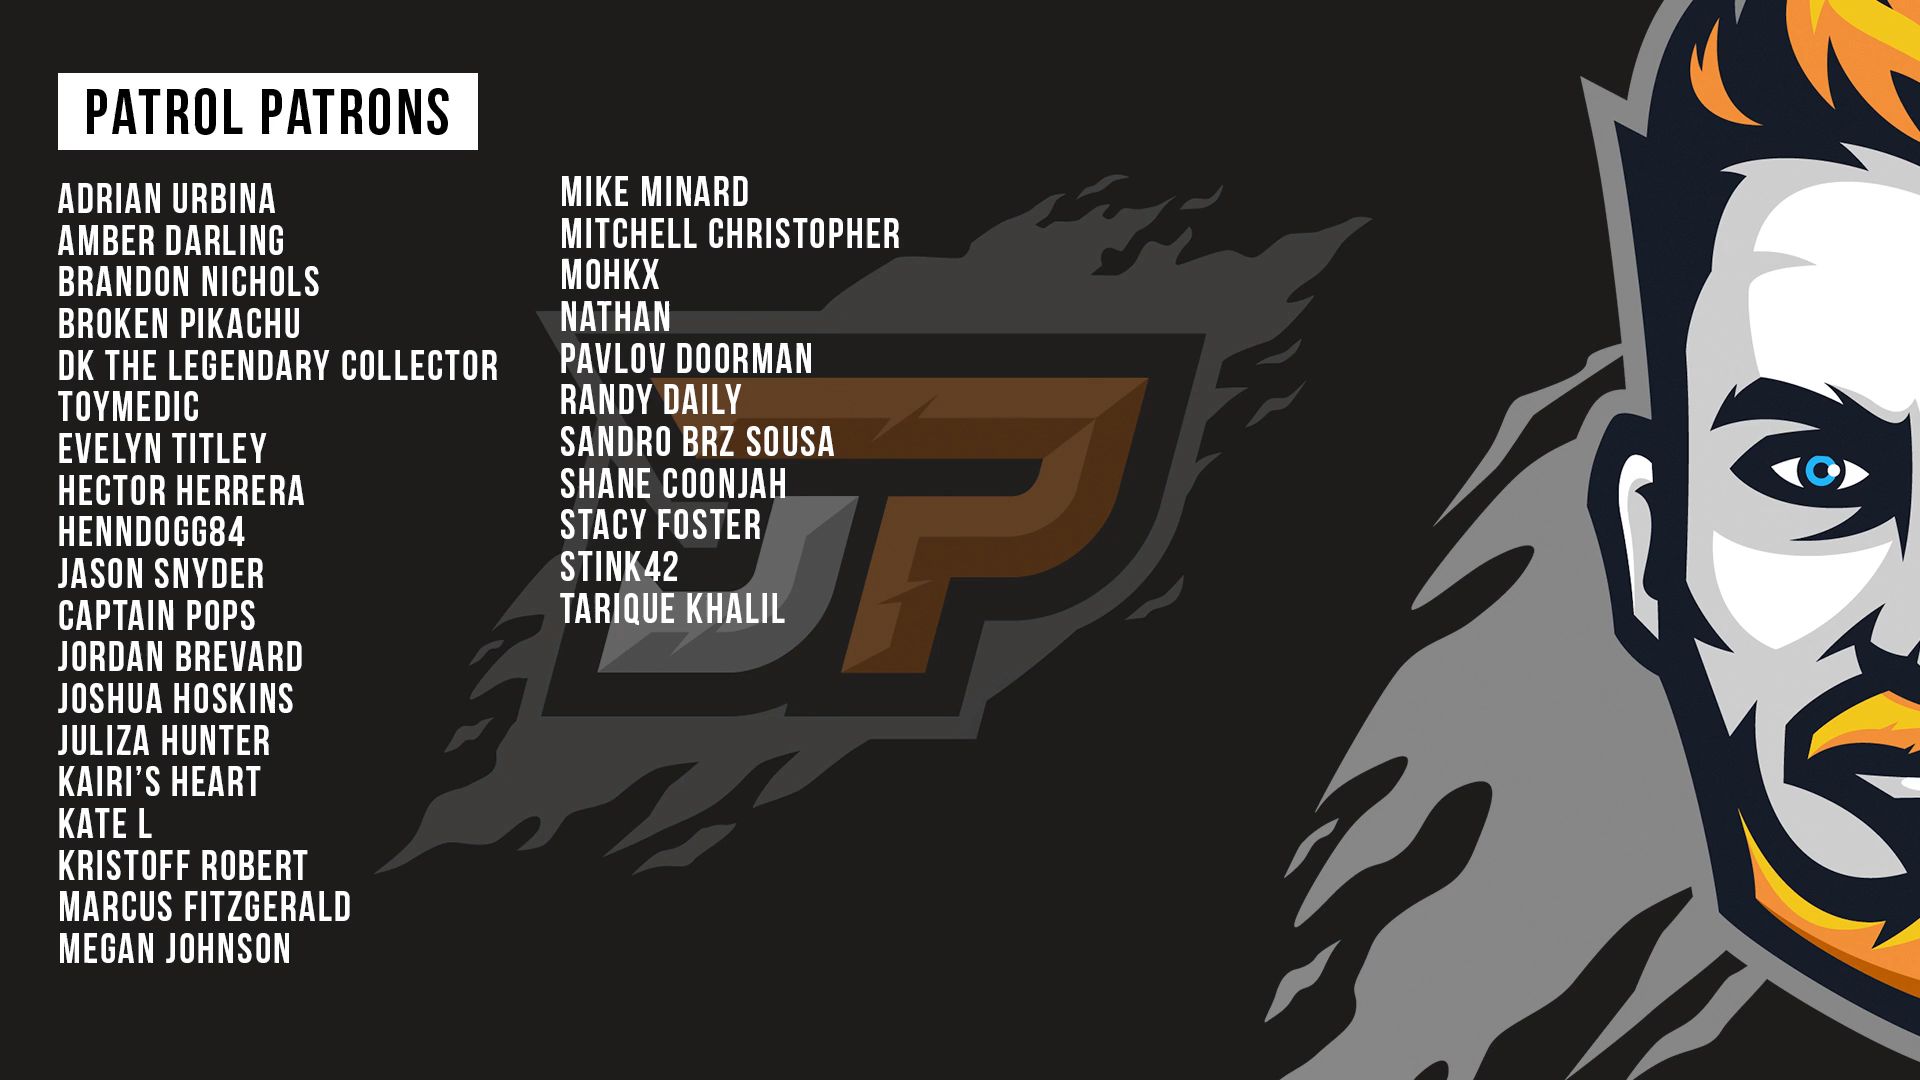 PATROL PATRONS
ADRIAN URBINA
AMBER DARLING
BRANDON NICHOLS
BROKEN PIKACHU
DK THE LEGENDARY COLLECTOR
TOYMEDIC
EVELYN TITLEY
HECTOR HERRERA
HENNDOGG84
JASON SNYDER
CAPTAIN POPS
JORDAN BREVARD
JOSHUA HOSKINS
JULIZA HUNTER
KAIRI'S HEART
KATE L
KRISTOFF ROBERT
MARCUS FITZGERALD
MEGAN JOHNSON
MIKE MINARD
MITCHELL CHRISTOPHER
MOHKX
NATHAN
PAVLOV DOORMAN
RANDY DAILY
SANDRO BRZ SOUSA
SHANE COONJAH
STACY FOSTER
STINK42
TARIQUE KHALIL
JP